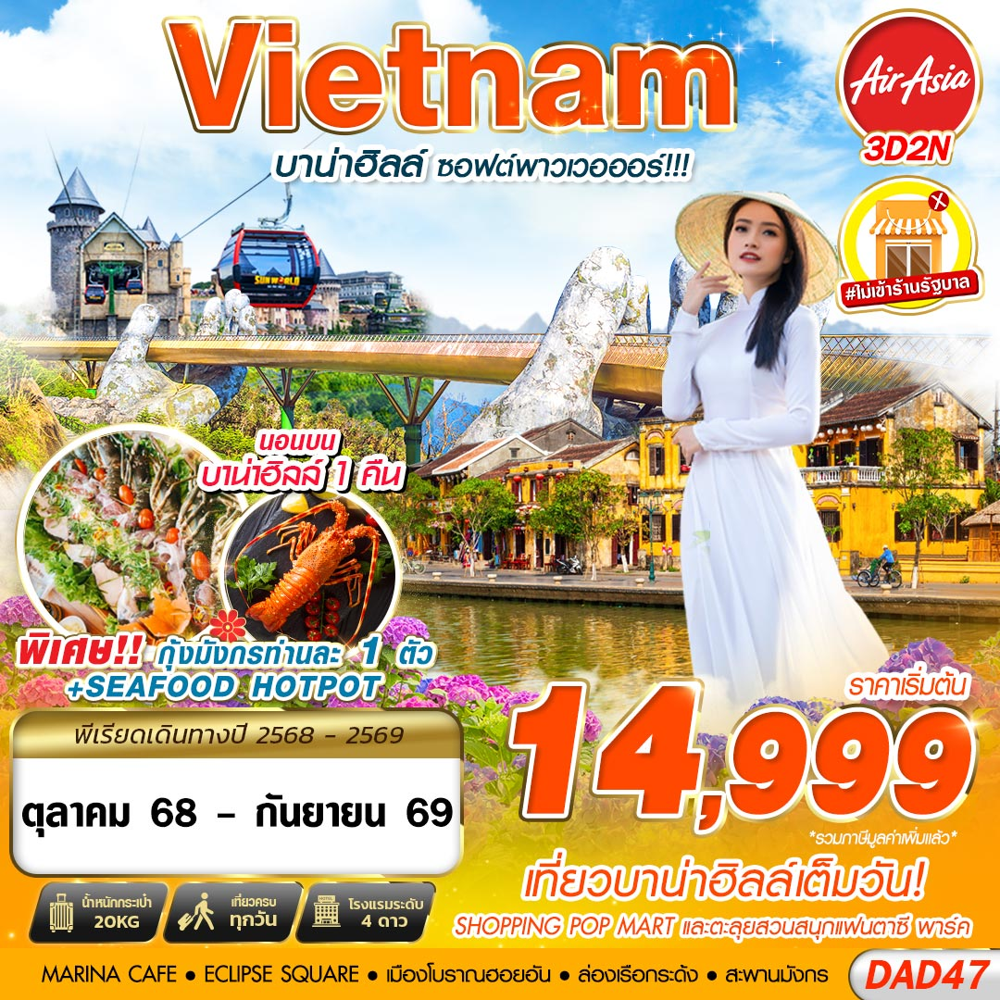 Vietnam
บาน่าฮิลล์ ซอฟต์พาวเวอออร์!!!
AirAsia
3D2N
#ไม่เข้าร้านรัฐบาล
SUN WORLD
นอนบน
บาน่าฮิลล์ 1 คืน
พิเศษ!! กุ้งมังกรท่านละ 1 ตัว
+SEAFOOD HOTPOT
พีเรียดเดินทางปี 2568 - 2569
ตุลาคม 68 - กันยายน 69
ราคาเริ่มต้น
14,999
*รวมภาษีมูลค่าเพิ่มแล้ว*
เที่ยวบาน่าฮิลล์เต็มวัน!
SHOPPING POP MART และตะลุยสวนสนุกแฟนตาซี พาร์ค
น้ำหนักกระเป๋า
20KG
เที่ยวครบ
ทุกวัน
HOTEL
โรงแรมระดับ
4 ดาว
MARINA CAFE ● ECLIPSE SQUARE ● เมืองโบราณฮอยอัน ● ล่องเรือกระด้ง ● สะพานมังกร
DAD47